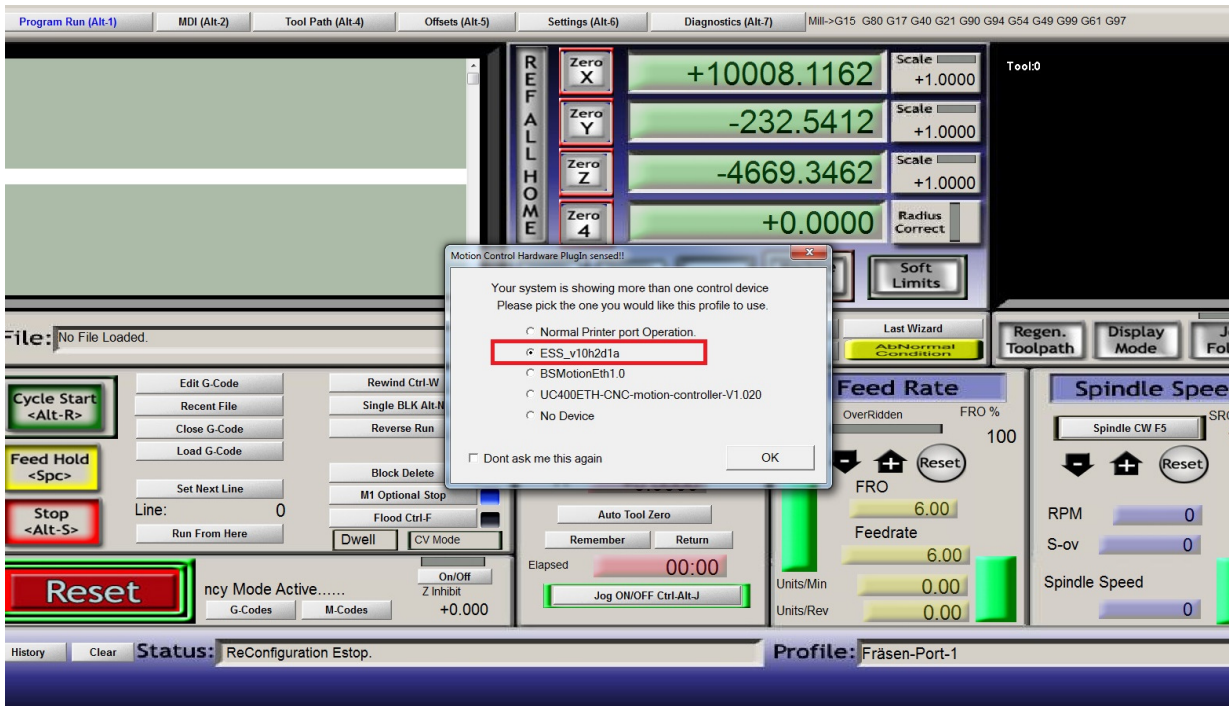 Program Run (Alt-1) MDI (Alt-2) Tool Path (Alt-4) Offsets (Alt-5) Settings (Alt-6) Diagnostics (Alt-7) Mill->G15 G80 G17 G40 G21 G90 G94 G54 G49 G99 G61 G97
REF ALL HOME
Zero X +10008.1162 Scale +1.0000
Tool:0
Zero Y -232.5412 Scale +1.0000
Zero Z -4669.3462 Scale +1.0000
Zero 4 +0.0000 Radius Correct
Soft Limits
Motion Control Hardware PlugIn sensed!!
Your system is showing more than one control device
Please pick the one you would like this profile to use.
Normal Printer port Operation.
ESS_v10h2d1a
BSMotionEth1.0
UC400ETH-CNC-motion-controller-V1.020
No Device
Dont ask me this again OK
File: No File Loaded.
Last Wizard
AbNormal Condition
Regen. Toolpath Display Mode
Cycle Start <Alt-R>
Feed Hold <Spc>
Stop <Alt-S>
Edit G-Code
Recent File
Close G-Code
Load G-Code
Set Next Line
Line: 0
Run From Here
Rewind Ctrl-W
Single BLK Alt-N
Reverse Run
Block Delete
M1 Optional Stop
Flood Ctrl-F
Dwell CV Mode
Auto Tool Zero
Remember Return
Elapsed 00:00
Jog ON/OFF Ctrl-Alt-J
Feed Rate
OverRidden FRO %
100
Reset
FRO
6.00
Feedrate
6.00
Units/Min 0.00
Units/Rev 0.00
Spindle Spee
Spindle CW F5
SRO
Reset
RPM 0
S-ov 0
Spindle Speed
0
Reset
ncy Mode Active......
G-Codes M-Codes
On/Off
Z Inhibit
+0.000
History Clear Status: ReConfiguration Estop. Profile: Fräsen-Port-1